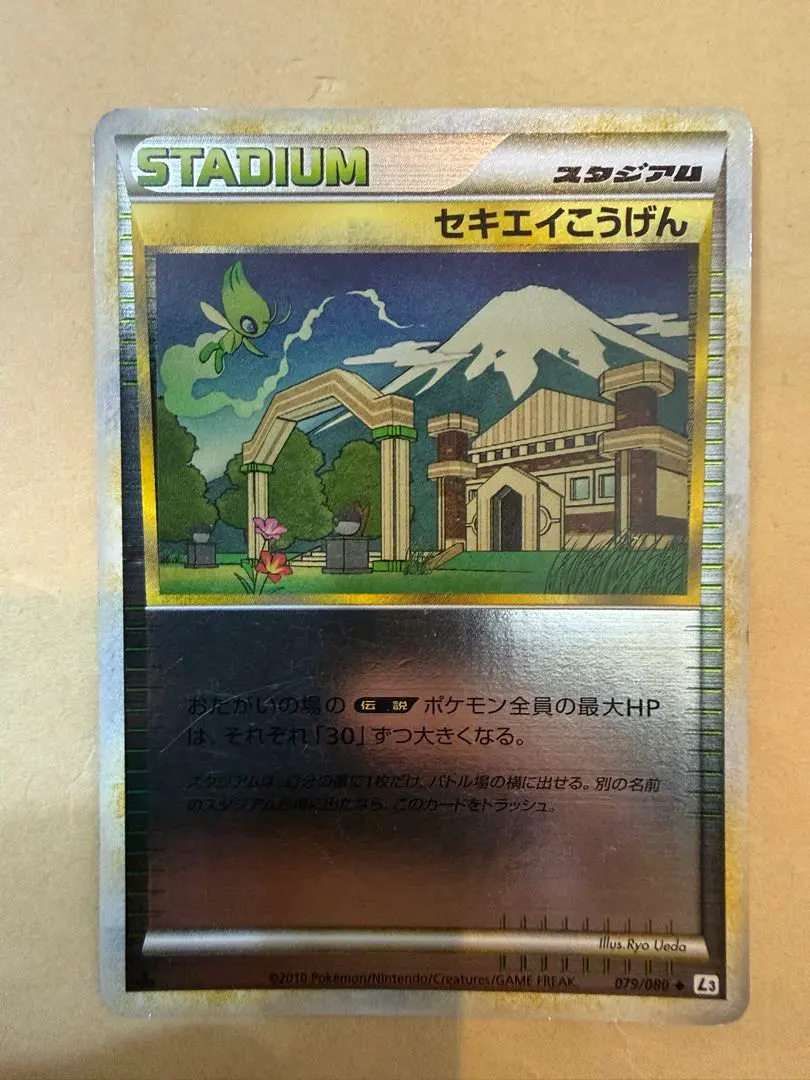 STADIUM
スタジアム
セキエイこうげん
おたがいの場の 伝説 ポケモン全員の最大HP
は、それぞれ「30」ずつ大きくなる。
スタジアムは、自分の番に1枚だけ、バトル場の横に出せる。別の名前
のスタジアムが場に出たなら、このカードをトラッシュ。
Illus. Ryo Ueda
©2010 Pokémon/Nintendo/Creatures/GAME FREAK.
079/080 ◆ L3